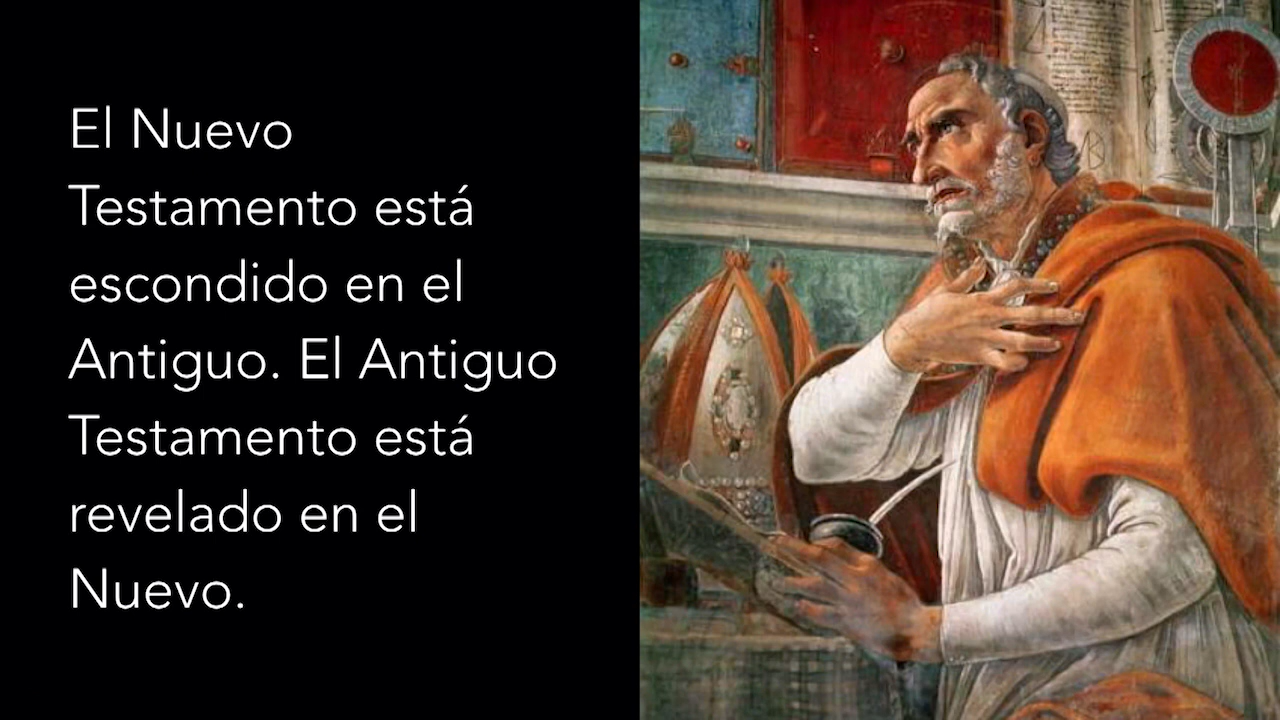 El Nuevo
Testamento está
escondido en el
Antiguo. El Antiguo
Testamento está
revelado en el
Nuevo.